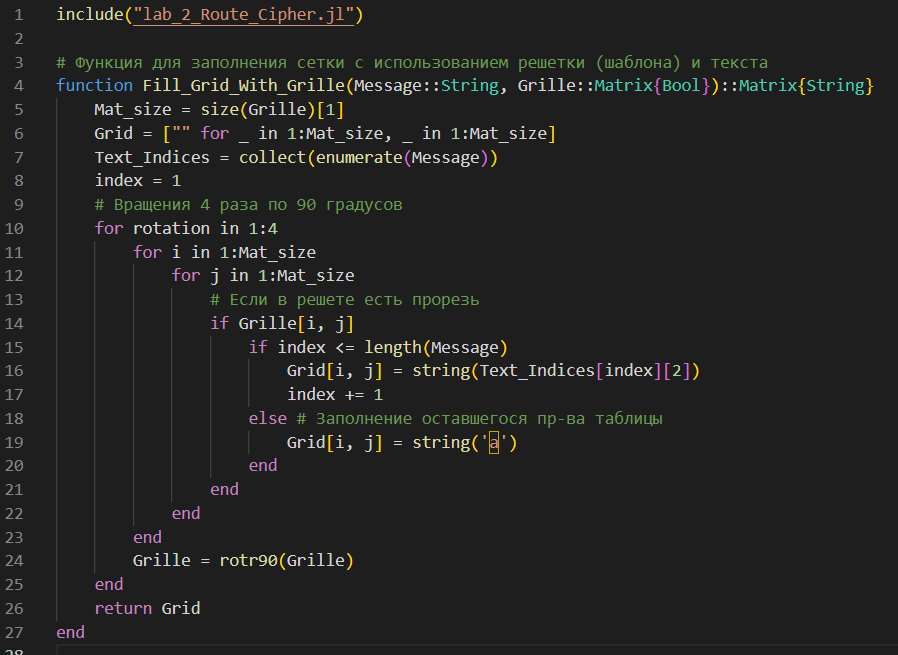 1 include("lab_2_Route_Cipher.jl")
2
3 # Функция для заполнения сетки с использованием решетки (шаблона) и текста
4 function Fill_Grid_With_Grille(Message::String, Grille::Matrix{Bool})::Matrix{String}
5     Mat_size = size(Grille)[1]
6     Grid = ["" for _ in 1:Mat_size, _ in 1:Mat_size]
7     Text_Indices = collect(enumerate(Message))
8     index = 1
9     # Вращения 4 раза по 90 градусов
10     for rotation in 1:4
11         for i in 1:Mat_size
12             for j in 1:Mat_size
13                 # Если в решете есть прорезь
14                 if Grille[i, j]
15                     if index <= length(Message)
16                         Grid[i, j] = string(Text_Indices[index][2])
17                         index += 1
18                     else # Заполнение оставшегося пр-ва таблицы
19                         Grid[i, j] = string('а')
20                     end
21                 end
22             end
23         end
24         Grille = rotr90(Grille)
25     end
26     return Grid
27 end
28